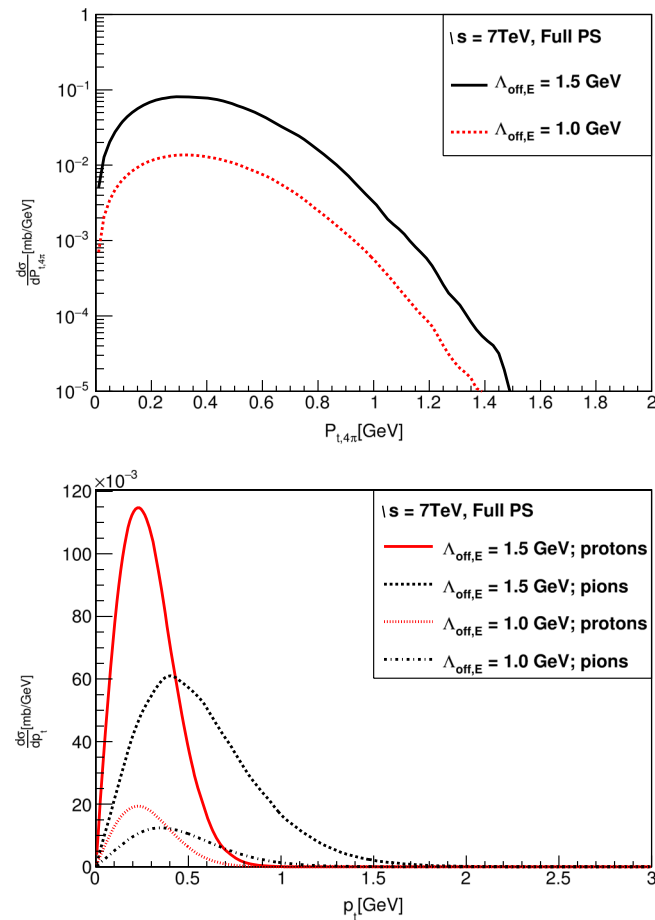 1
\s = 7TeV, Full PS
Λoff,E = 1.5 GeV
Λoff,E = 1.0 GeV
10⁻¹
10⁻²
10⁻³
10⁻⁴
10⁻⁵
dσ/dPt,4π [mb/GeV]
0 0.2 0.4 0.6 0.8 1 1.2 1.4 1.6 1.8 2
Pt,4π[GeV]
×10⁻³
\s = 7TeV, Full PS
Λoff,E = 1.5 GeV; protons
Λoff,E = 1.5 GeV; pions
Λoff,E = 1.0 GeV; protons
Λoff,E = 1.0 GeV; pions
120
100
80
60
40
20
0
dσ/dpt [mb/GeV]
0 0.5 1 1.5 2 2.5 3
pt[GeV]